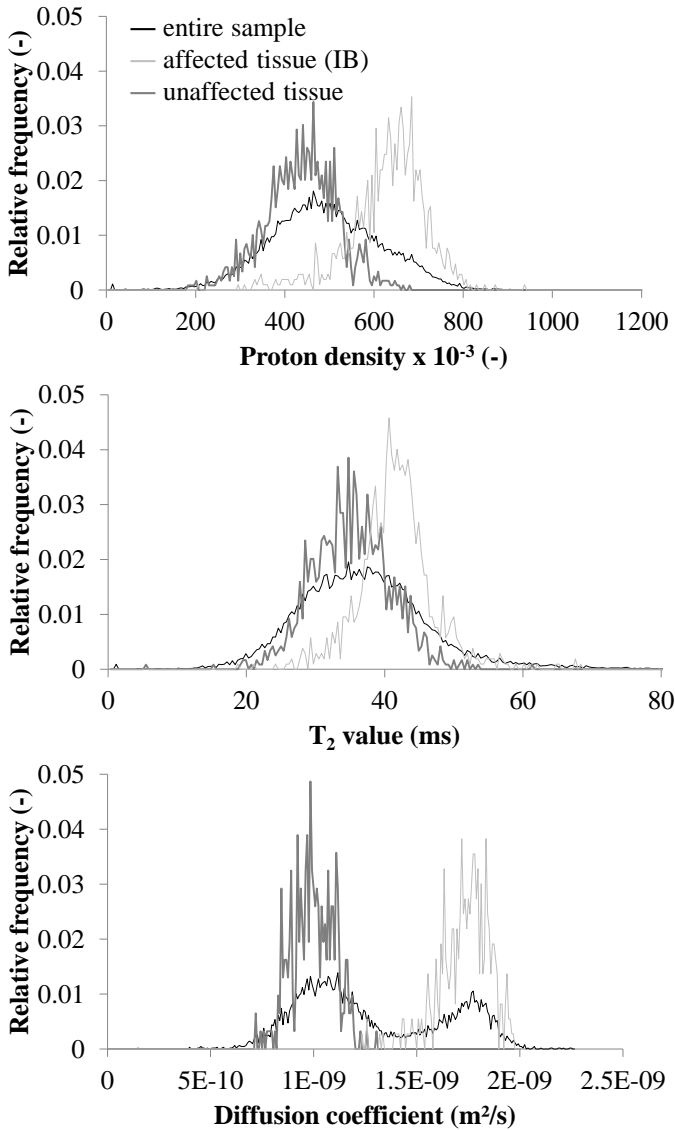 0.05
entire sample
affected tissue (IB)
unaffected tissue
0.04
0.03
0.02
0.01
0
Relative frequency (-)
0 200 400 600 800 1000 1200
Proton density x 10⁻³ (-)
0.05
0.04
0.03
0.02
0.01
0
Relative frequency (-)
0 20 40 60 80
T₂ value (ms)
0.05
0.04
0.03
0.02
0.01
0
Relative frequency (-)
0 5E-10 1E-09 1.5E-09 2E-09 2.5E-09
Diffusion coefficient (m²/s)